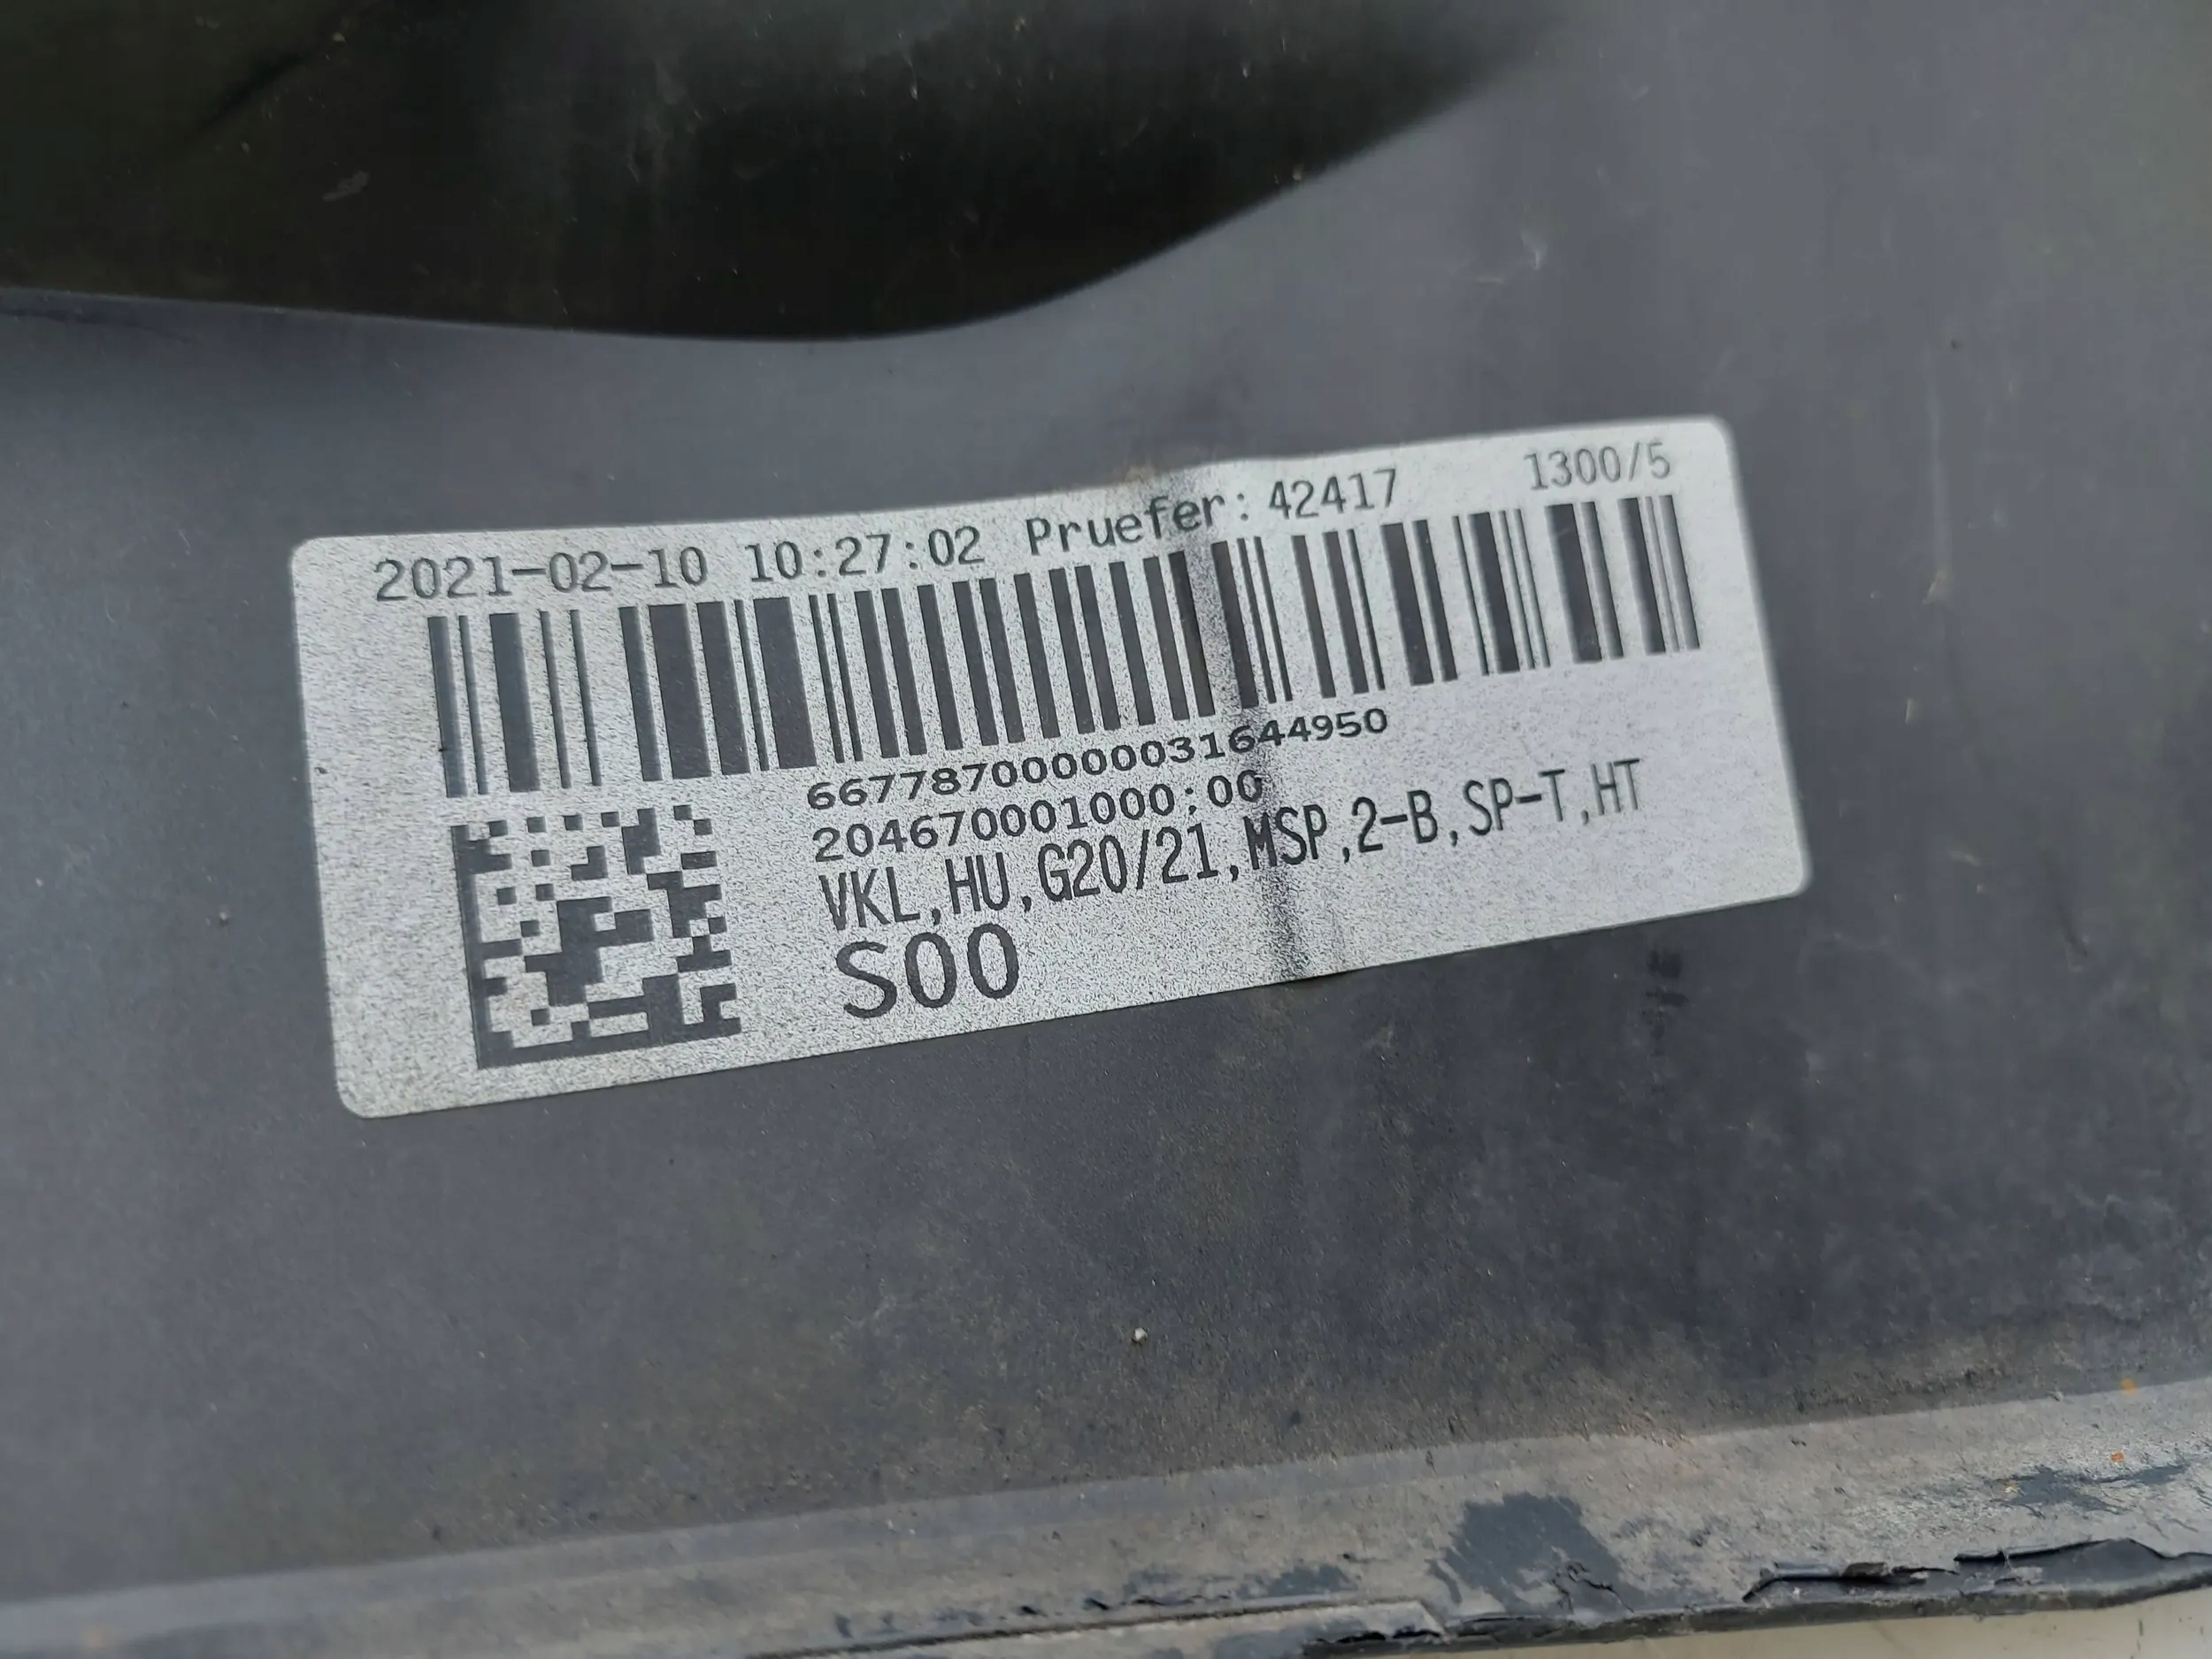 2021-02-10 10:27:02 Pruefer: 42417 1300/5
6677870000031644950
204670001000:00
VKL,HU,G20/21,MSP,2-B,SP-T,HT
S00